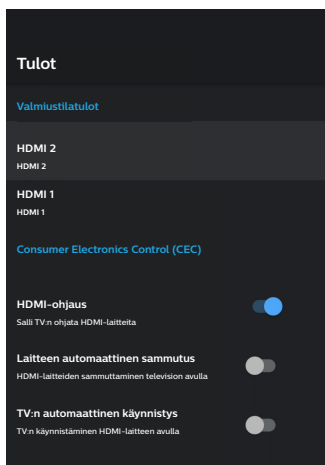 Tulot
Valmiustilatulot
HDMI 2
HDMI 2
HDMI 1
HDMI 1
Consumer Electronics Control (CEC)
HDMI-ohjaus
Salli TV:n ohjata HDMI-laitteita
Laitteen automaattinen sammutus
HDMI-laitteiden sammuttaminen television avulla
TV:n automaattinen käynnistys
TV:n käynnistäminen HDMI-laitteen avulla